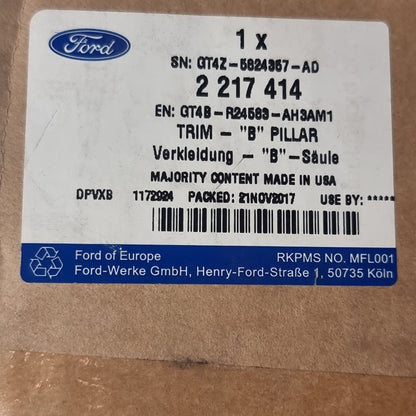 Ford
1 x
SN: GT4Z-5824357-AD
2 217 414
EN: GT4B-R24583-AH3AM1
TRIM - "B" PILLAR
Verkleidung - "B"-Säule
MAJORITY CONTENT MADE IN USA
DPVXB 1172924 PACKED: 21NOV2017 USE BY: *****
Ford of Europe RKPMS NO. MFL001
Ford-Werke GmbH, Henry-Ford-Straße 1, 50735 Köln